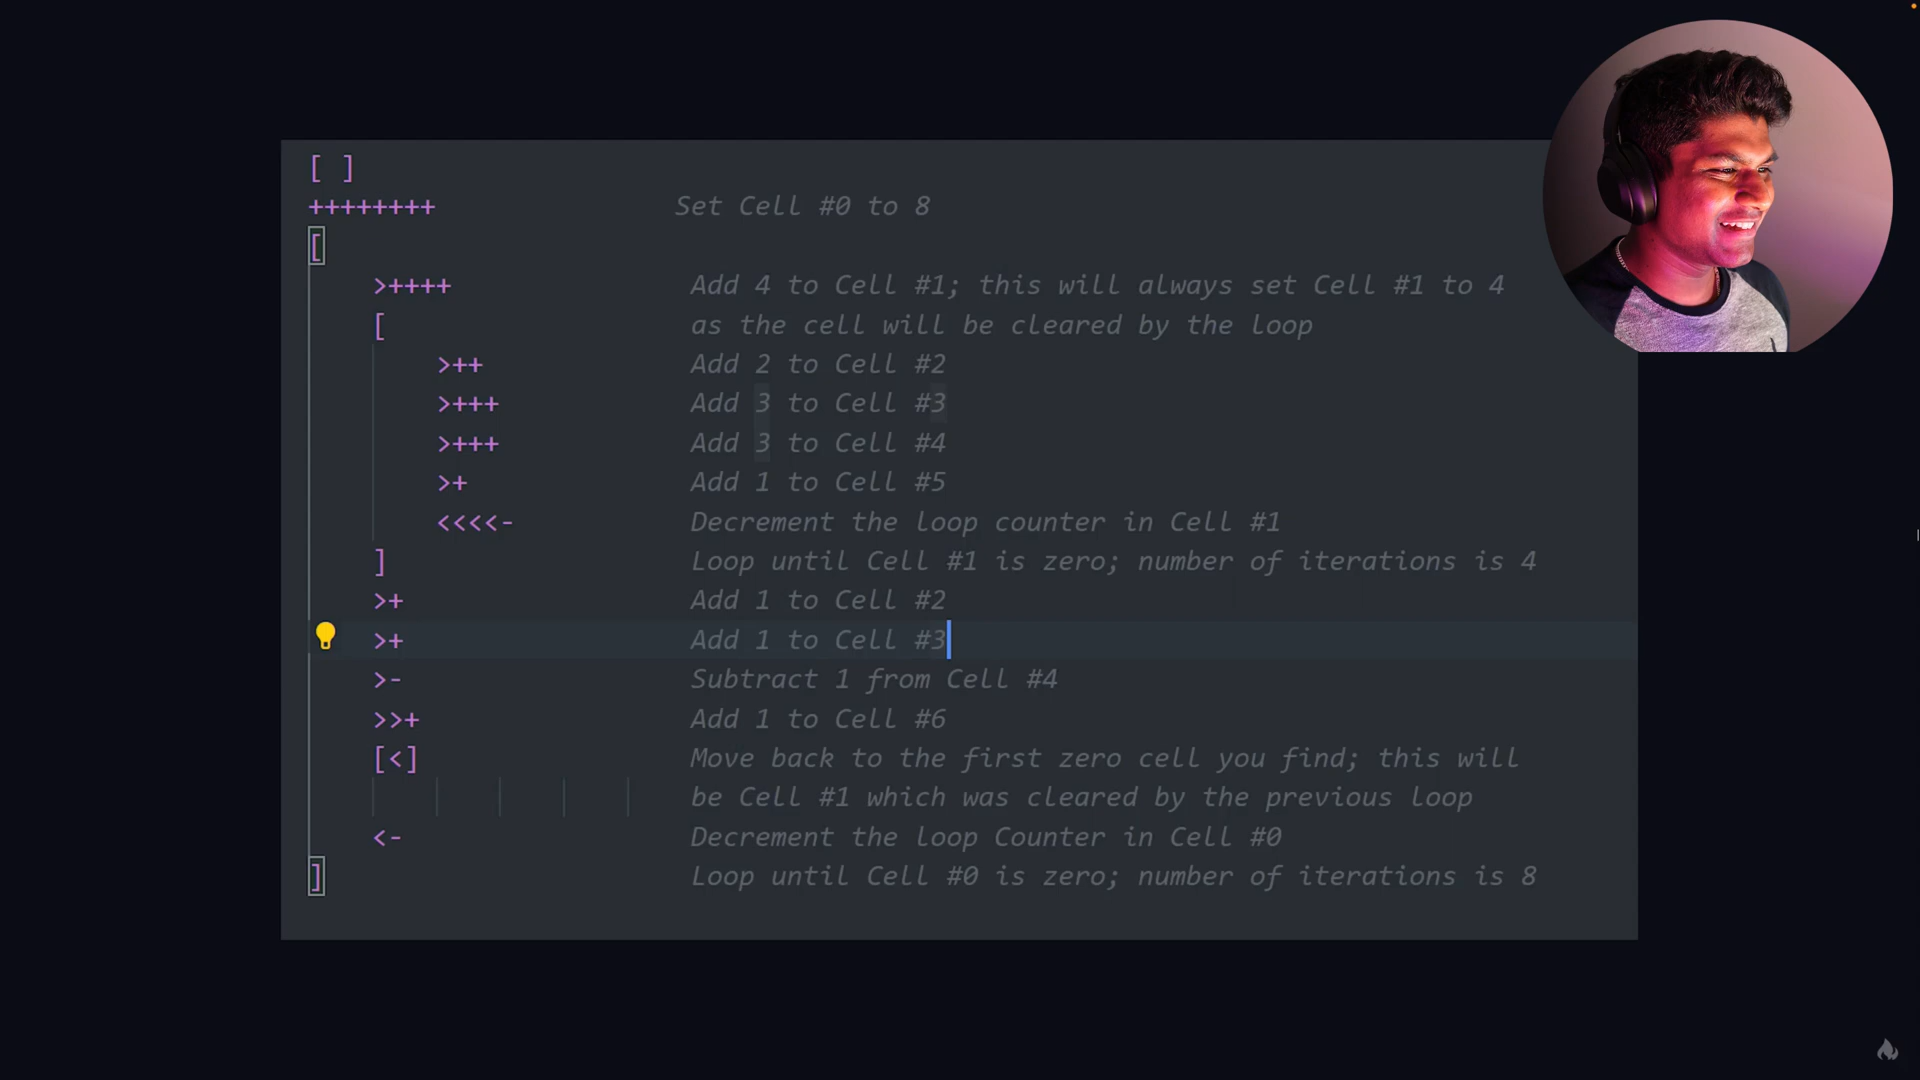 [ ]
++++++++ Set Cell #0 to 8
[
>++++ Add 4 to Cell #1; this will always set Cell #1 to 4
[ as the cell will be cleared by the loop
>++ Add 2 to Cell #2
>+++ Add 3 to Cell #3
>+++ Add 3 to Cell #4
>+ Add 1 to Cell #5
<<<<- Decrement the loop counter in Cell #1
] Loop until Cell #1 is zero; number of iterations is 4
>+ Add 1 to Cell #2
>+ Add 1 to Cell #3
>- Subtract 1 from Cell #4
>>+ Add 1 to Cell #6
[<] Move back to the first zero cell you find; this will
be Cell #1 which was cleared by the previous loop
<- Decrement the loop Counter in Cell #0
] Loop until Cell #0 is zero; number of iterations is 8